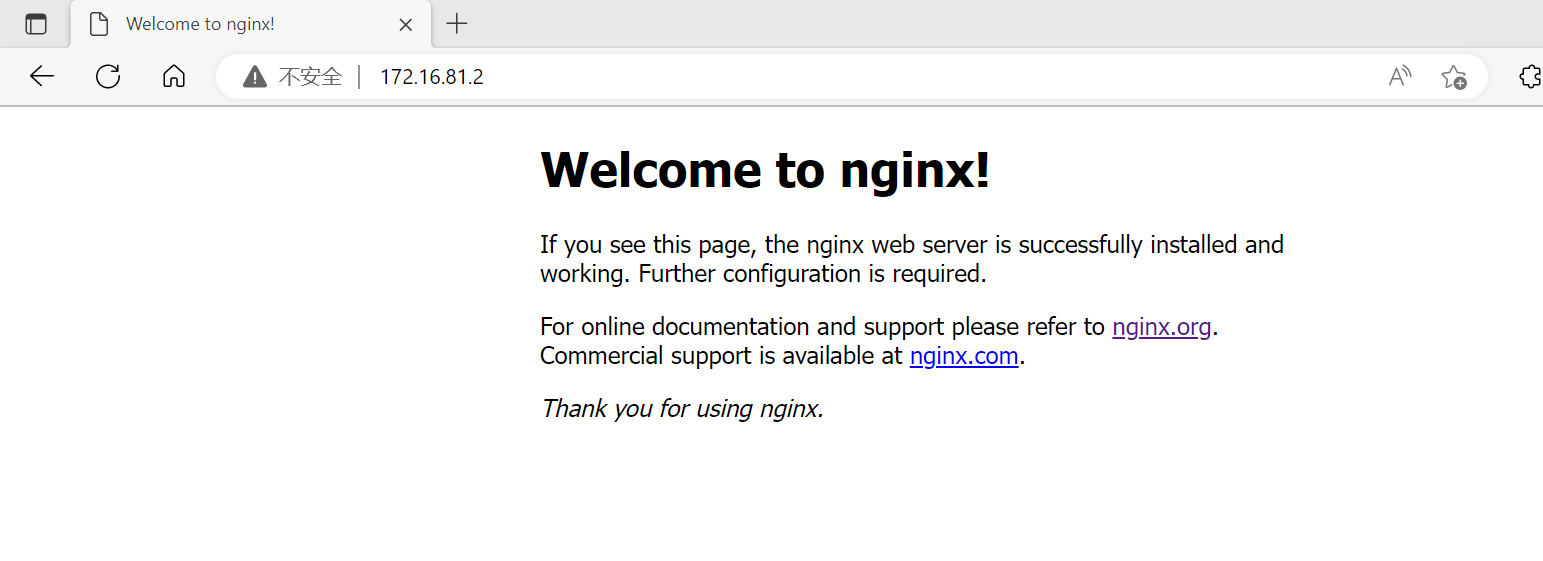 Welcome to nginx!
不安全 | 172.16.81.2
Welcome to nginx!
If you see this page, the nginx web server is successfully installed and
working. Further configuration is required.
For online documentation and support please refer to nginx.org.
Commercial support is available at nginx.com.
Thank you for using nginx.